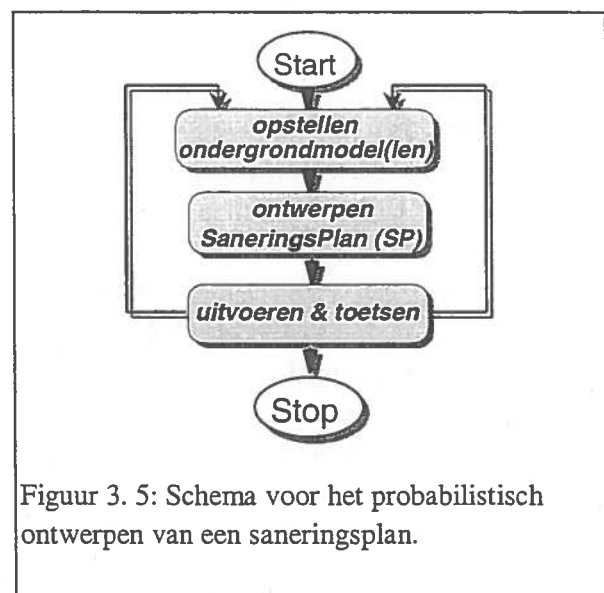 Start
opstellen
ondergrondmodel(len)
ontwerpen
SaneringsPlan (SP)
uitvoeren & toetsen
Stop
Figuur 3. 5: Schema voor het probabilistisch
ontwerpen van een saneringsplan.